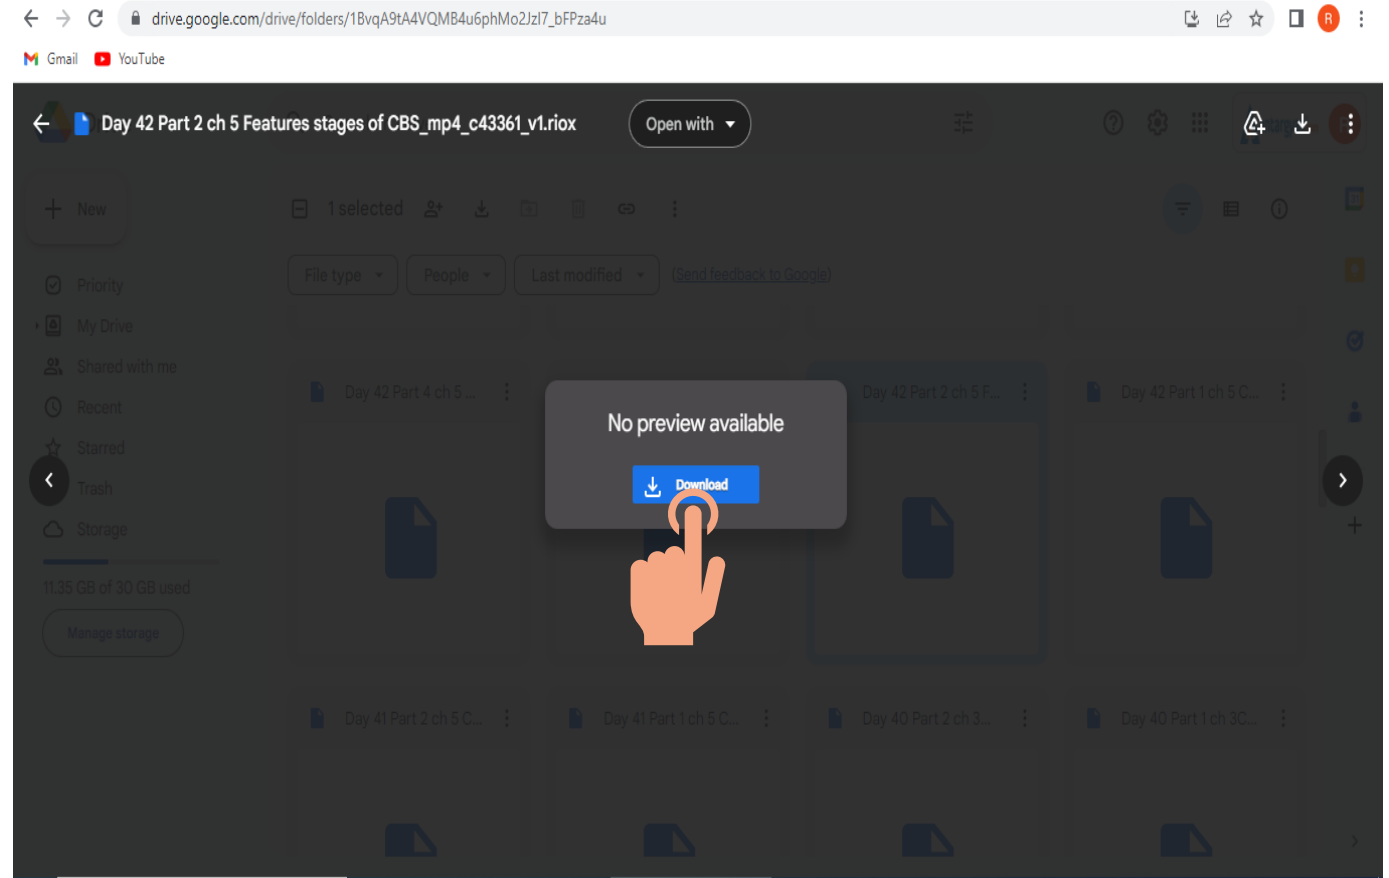 drive.google.com/drive/folders/1BvqA9tA4VQMB4u6phMo2Jzl7_bFPza4u
R
Gmail YouTube
Day 42 Part 2 ch 5 Features stages of CBS_mp4_c43361_v1.riox
Open with
New
1 selected
File type People Last modified (Send feedback to Google)
Priority
My Drive
Shared with me
Recent
Starred
Trash
Storage
11.35 GB of 30 GB used
Manage storage
Day 42 Part 4 ch 5 ...
Day 42 Part 2 ch 5 F...
Day 42 Part 1 ch 5 C...
No preview available
Download
Day 41 Part 2 ch 5 C...
Day 41 Part 1 ch 5 C...
Day 40 Part 2 ch 3...
Day 40 Part 1 ch 3C...